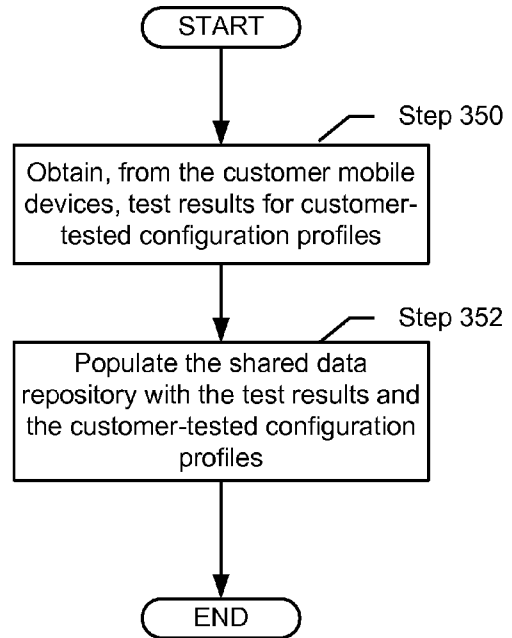 START
Step 350
Obtain, from the customer mobile
devices, test results for customer-
tested configuration profiles
Step 352
Populate the shared data
repository with the test results and
the customer-tested configuration
profiles
END